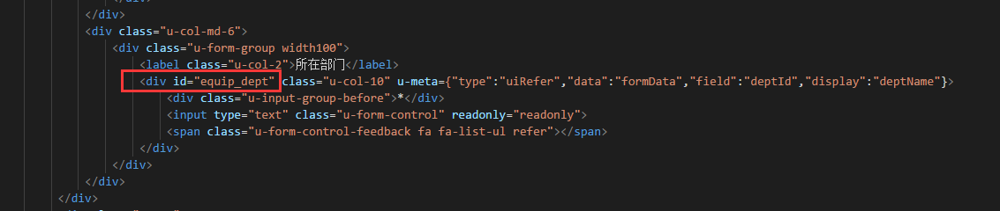 </div>
<div class="u-col-md-6">
<div class="u-form-group width100">
<label class="u-col-2">所在部门</label>
<div id="equip_dept" class="u-col-10" u-meta={"type":"uiRefer","data":"formData","field":"deptId","display":"deptName"}>
<div class="u-input-group-before">*</div>
<input type="text" class="u-form-control" readonly="readonly">
<span class="u-form-control-feedback fa fa-list-ul refer"></span>
</div>
</div>
</div>
</div>